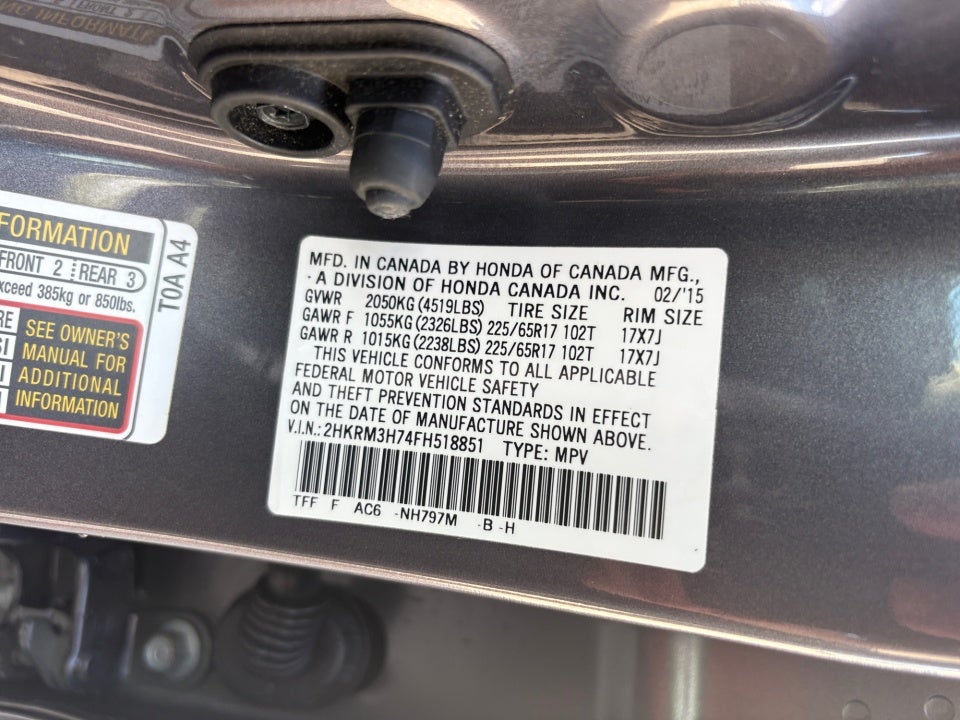 FORMATION
FRONT 2 REAR 3
xceed 385kg or 850lbs.
SEE OWNER'S
MANUAL FOR
ADDITIONAL
INFORMATION
T0A A4
MFD. IN CANADA BY HONDA OF CANADA MFG.,
A DIVISION OF HONDA CANADA INC. 02/'15
GVWR 2050KG (4519LBS) TIRE SIZE RIM SIZE
GAWR F 1055KG (2326LBS) 225/65R17 102T 17X7J
GAWR R 1015KG (2238LBS) 225/65R17 102T 17X7J
THIS VEHICLE CONFORMS TO ALL APPLICABLE
FEDERAL MOTOR VEHICLE SAFETY
AND THEFT PREVENTION STANDARDS IN EFFECT
ON THE DATE OF MANUFACTURE SHOWN ABOVE.
V.I.N.: 2HKRM3H74FH518851 TYPE: MPV
TFF F AC6 -NH797M -B -H